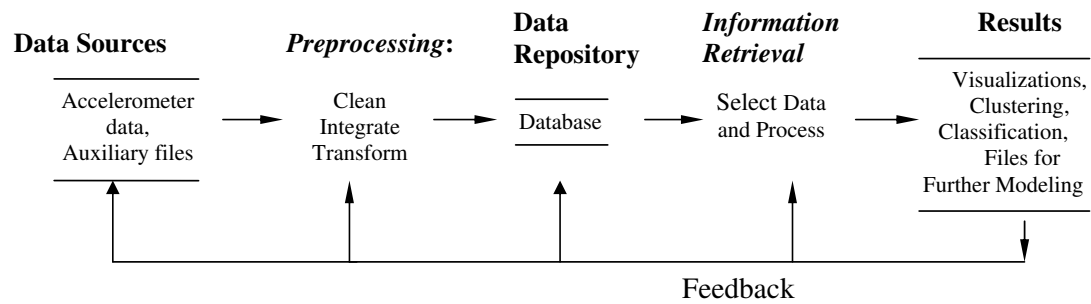 Data Sources
Accelerometer
data,
Auxiliary files
Preprocessing:
Clean
Integrate
Transform
Data
Repository
Database
Information
Retrieval
Select Data
and Process
Results
Visualizations,
Clustering,
Classification,
Files for
Further Modeling
Feedback